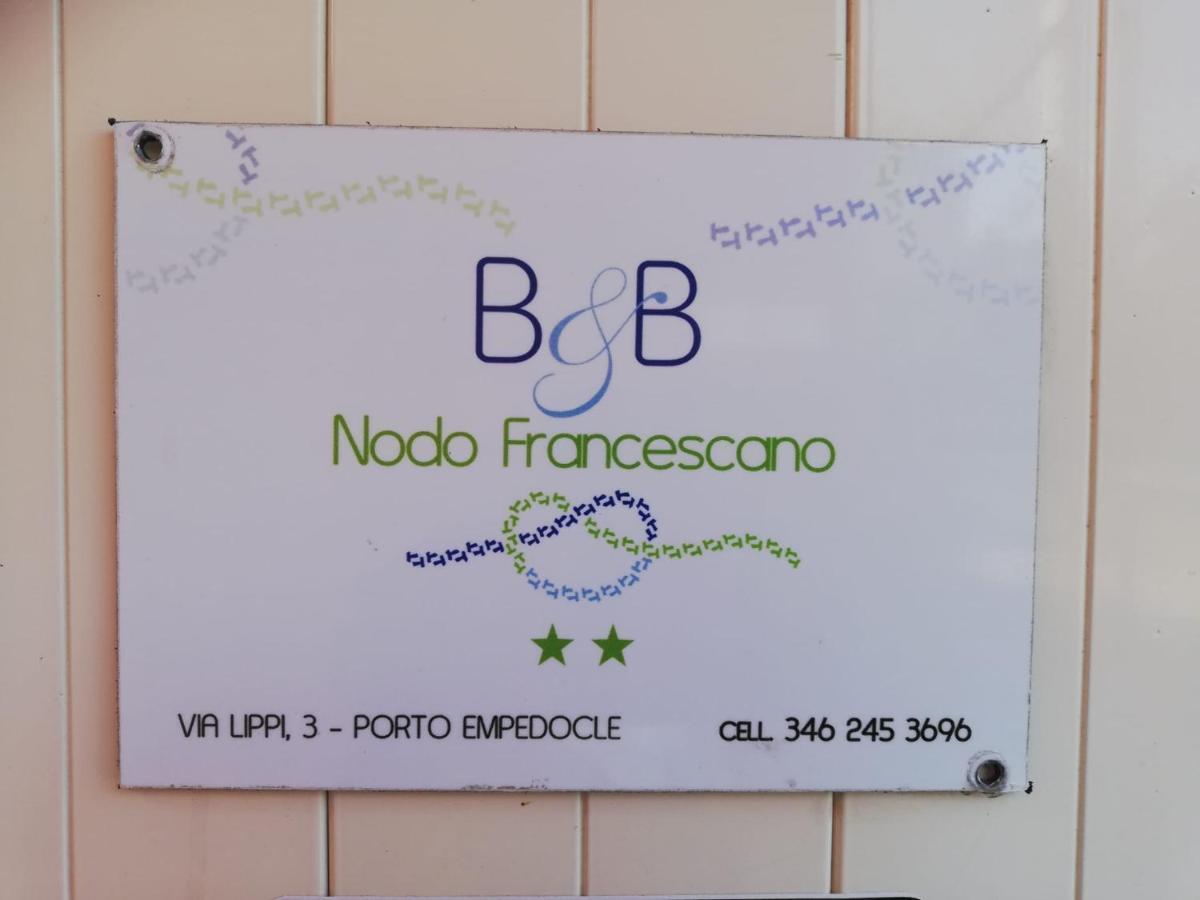 B&B
Nodo Francescano
VIA LIPPI, 3 - PORTO EMPEDOCLE CELL. 346 245 3696